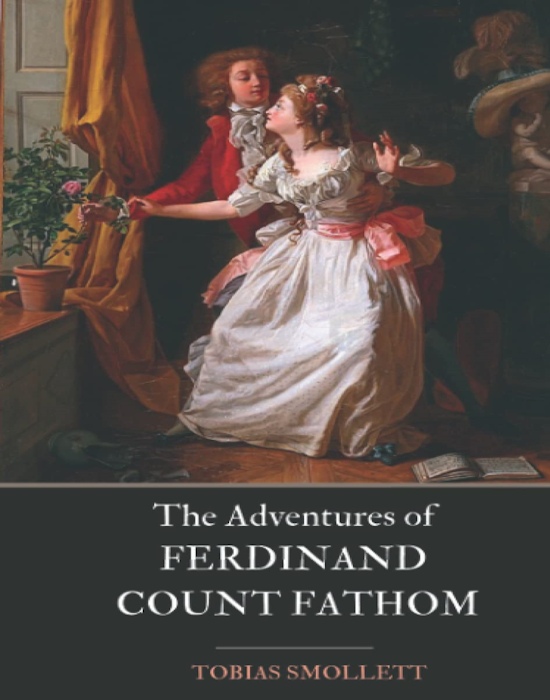 The Adventures of
FERDINAND
COUNT FATHOM
TOBIAS SMOLLETT